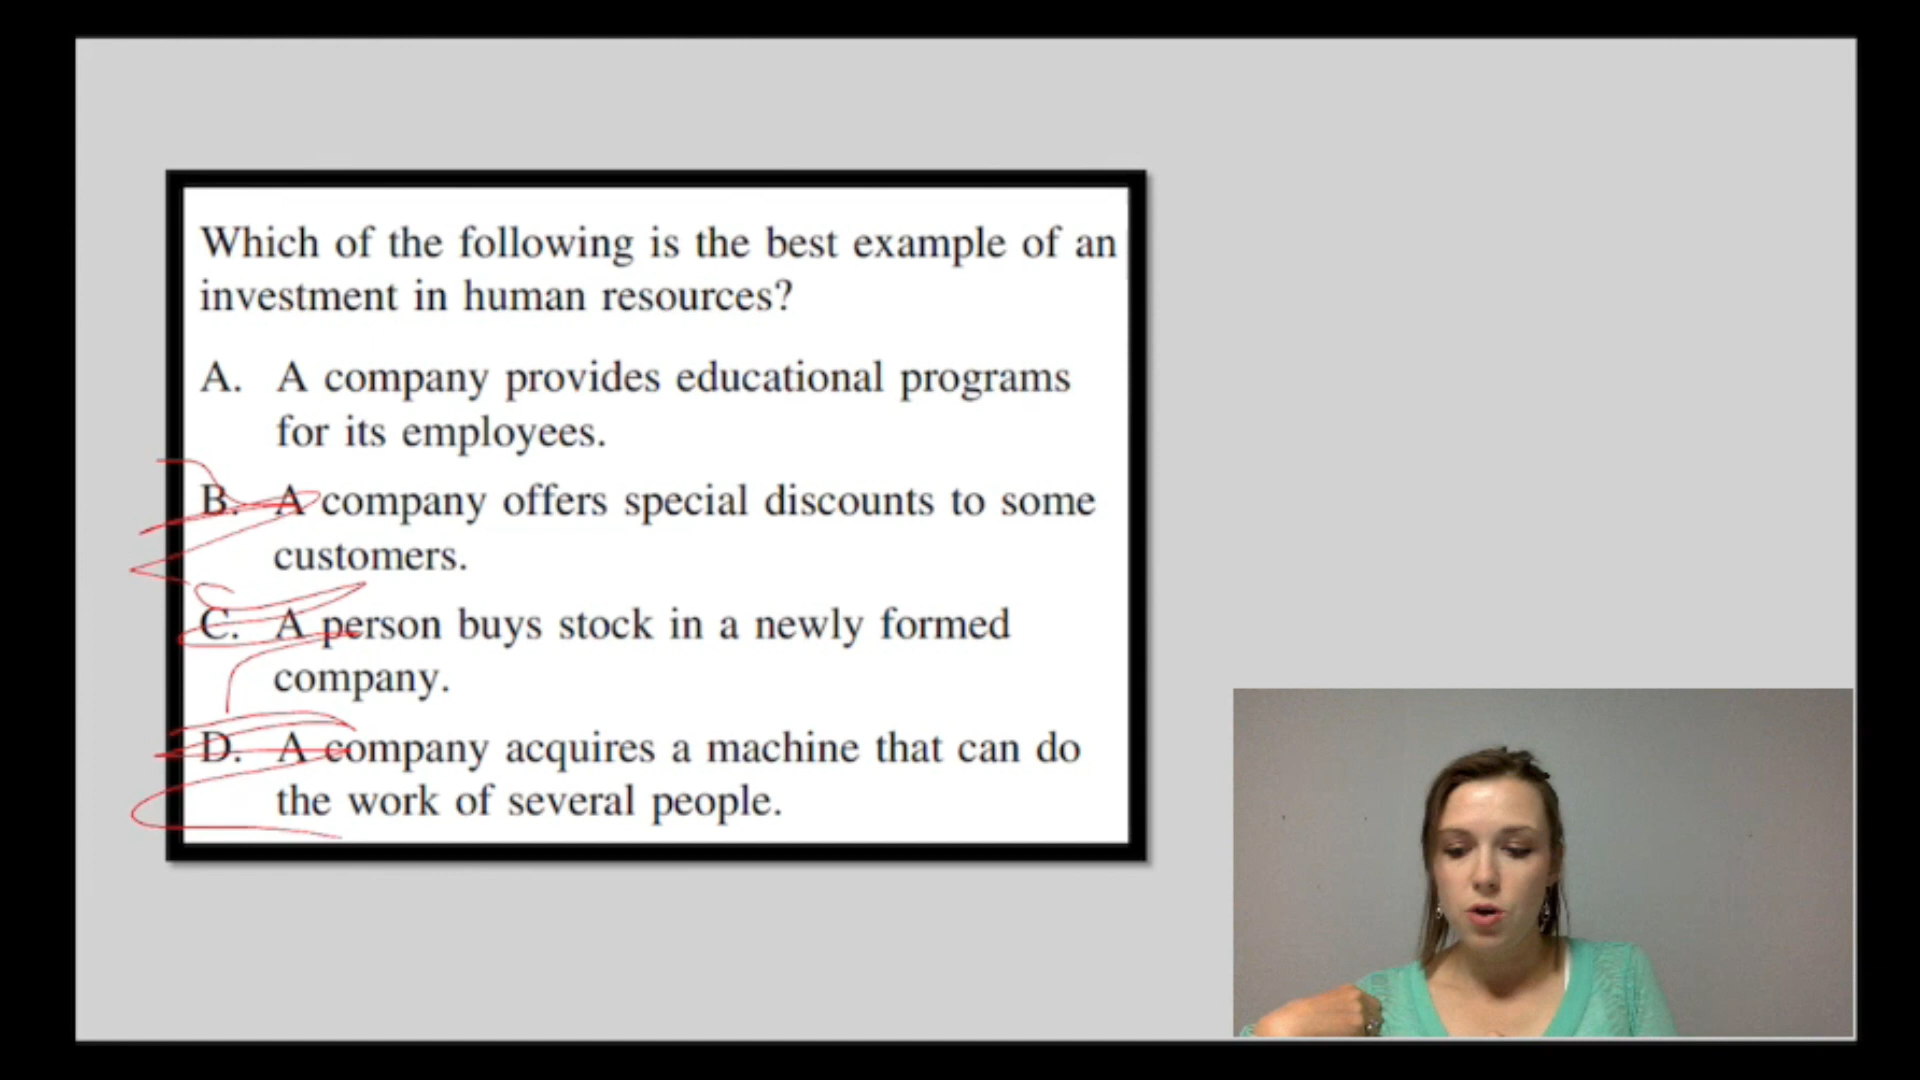 Which of the following is the best example of an
investment in human resources?
A. A company provides educational programs
for its employees.
B. A company offers special discounts to some
customers.
C. A person buys stock in a newly formed
company.
D. A company acquires a machine that can do
the work of several people.